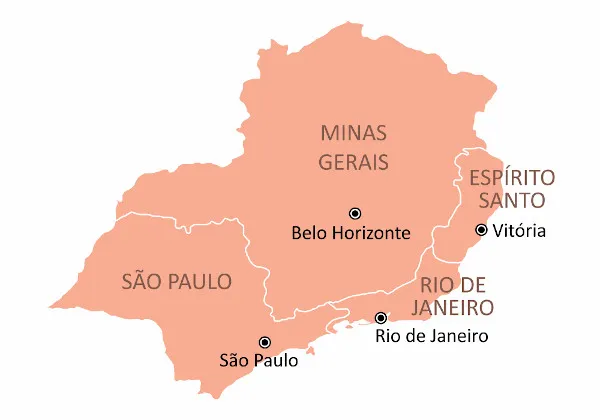 MINAS
GERAIS
ESPÍRITO
SANTO
Belo Horizonte
Vitória
SÃO PAULO
RIO DE
JANEIRO
Rio de Janeiro
São Paulo